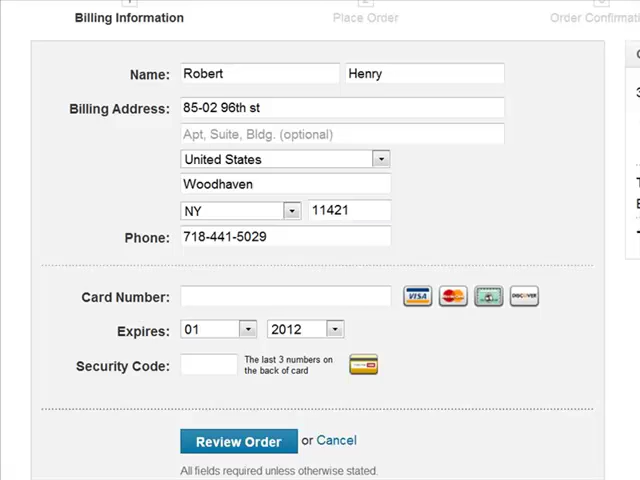 Billing Information
Place Order
Order Confirmati
Name: Robert Henry
Billing Address: 85-02 96th st
Apt, Suite, Bldg. (optional)
United States
Woodhaven
NY 11421
Phone: 718-441-5029
Card Number: VISA DISCOVER
Expires: 01 2012
Security Code: The last 3 numbers on
the back of card
Review Order or Cancel
All fields required unless otherwise stated.